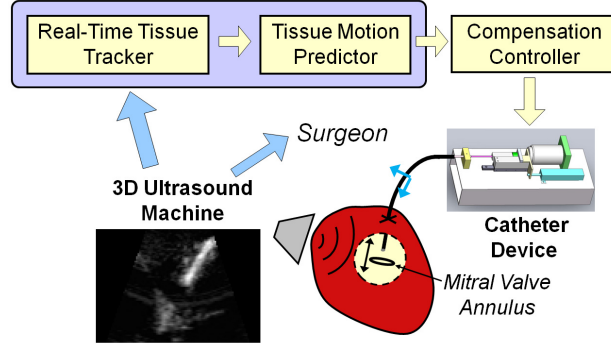 Real-Time Tissue
Tracker
Tissue Motion
Predictor
Compensation
Controller
Surgeon
3D Ultrasound
Machine
Catheter
Device
Mitral Valve
Annulus